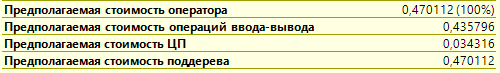 Предполагаемая стоимость оператора 0,470112 (100%)
Предполагаемая стоимость операций ввода-вывода 0,435796
Предполагаемая стоимость ЦП 0,034316
Предполагаемая стоимость поддерева 0,470112